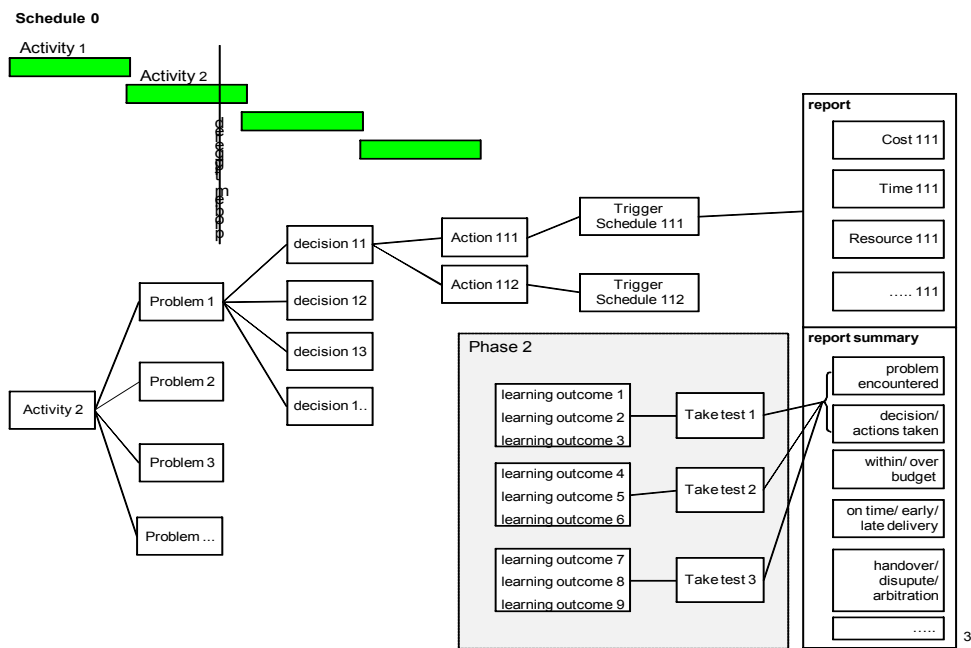 Schedule 0
Activity 1
Activity 2
report
Cost 111
Time 111
Resource 111
..... 111
Trigger
Schedule 111
Trigger
Schedule 112
Action 111
Action 112
decision 11
decision 12
decision 13
decision 1..
Problem 1
Problem 2
Problem 3
Problem ...
Activity 2
Phase 2
learning outcome 1
learning outcome 2
learning outcome 3
Take test 1
learning outcome 4
learning outcome 5
learning outcome 6
Take test 2
learning outcome 7
learning outcome 8
learning outcome 9
Take test 3
report summary
problem
encountered
decision/
actions taken
within/ over
budget
on time/ early/
late delivery
handover/
disupute/
arbitration
.....
3